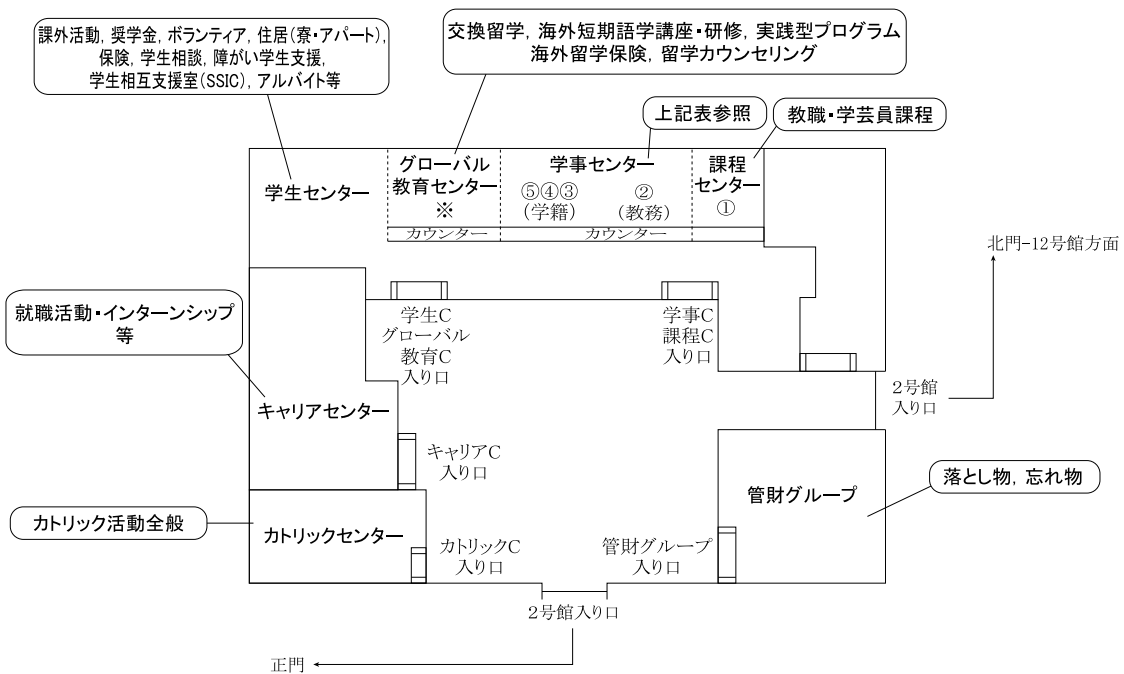 課外活動, 奨学金, ボランティア, 住居(寮・アパート),
保険, 学生相談, 障がい学生支援,
学生相互支援室(SSIC), アルバイト等
交換留学, 海外短期語学講座・研修, 実践型プログラム
海外留学保険, 留学カウンセリング
上記表参照
教職・学芸員課程
学生センター
グローバル
教育センター
※
カウンター
学事センター
⑤④③
(学籍)
②
(教務)
カウンター
課程
センター
①
北門-12号館方面
就職活動・インターンシップ
等
学生C
グローバル
教育C
入り口
学事C
課程C
入り口
2号館
入り口
キャリアセンター
キャリアC
入り口
管財グループ
落とし物, 忘れ物
カトリック活動全般
カトリックセンター
カトリックC
入り口
管財グループ
入り口
2号館入り口
正門